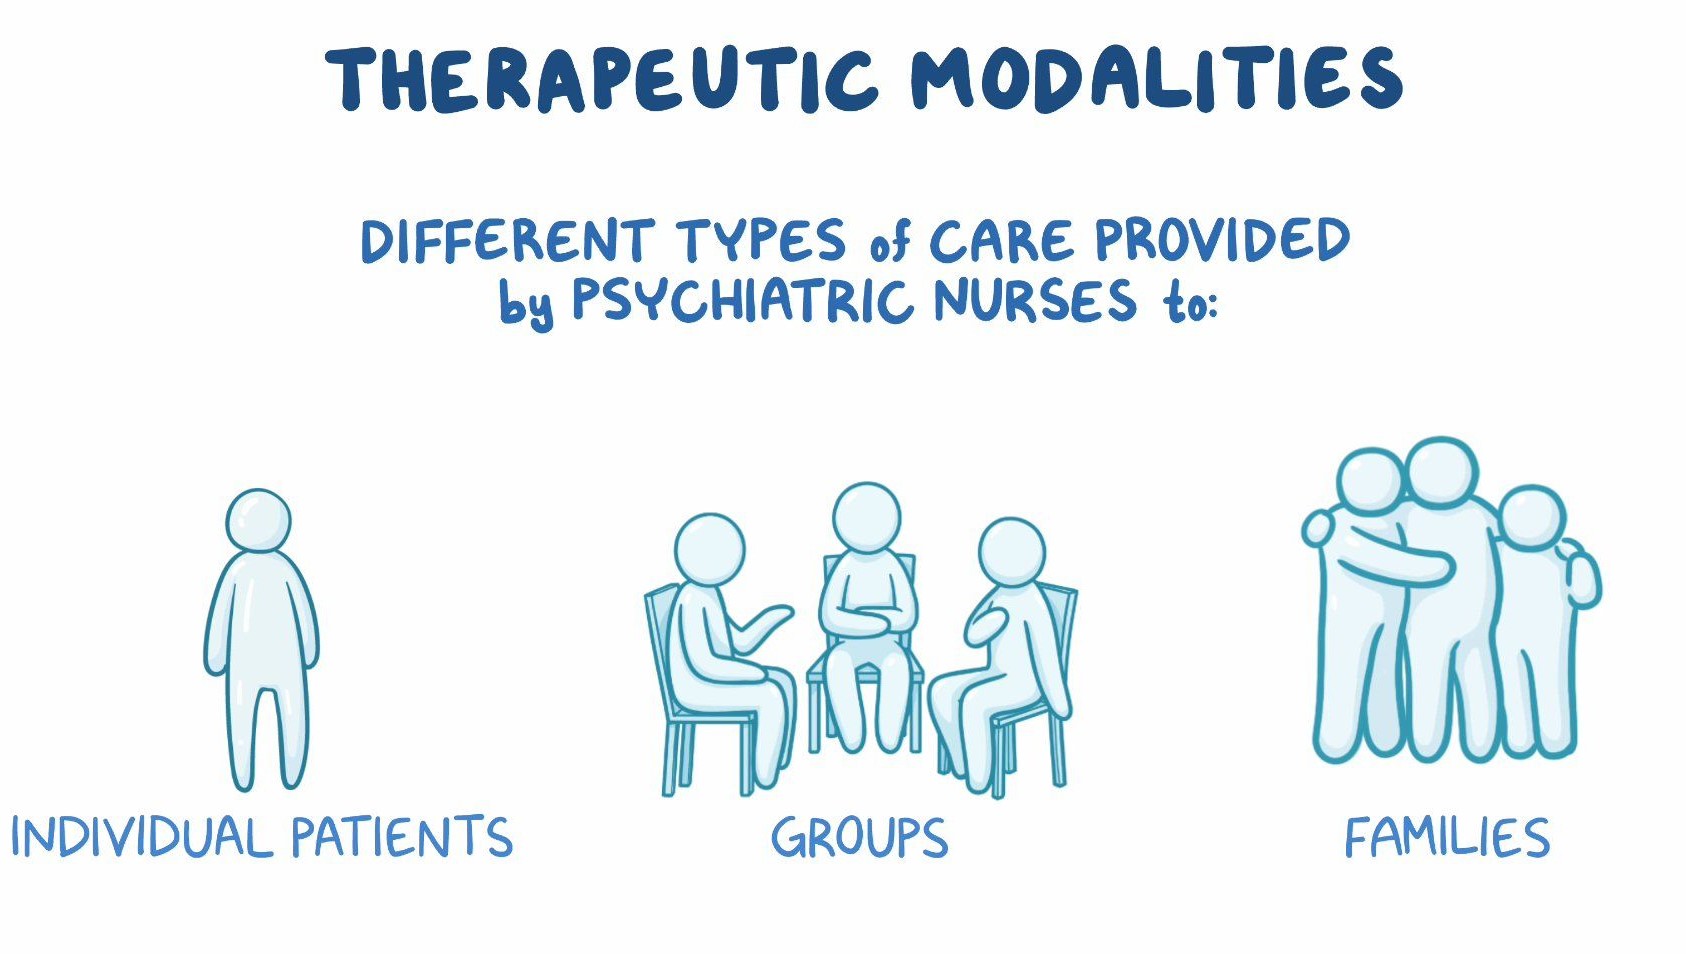 THERAPEUTIC MODALITIES
DIFFERENT TYPES of CARE PROVIDED
by PSYCHIATRIC NURSES to:
INDIVIDUAL PATIENTS
GROUPS
FAMILIES